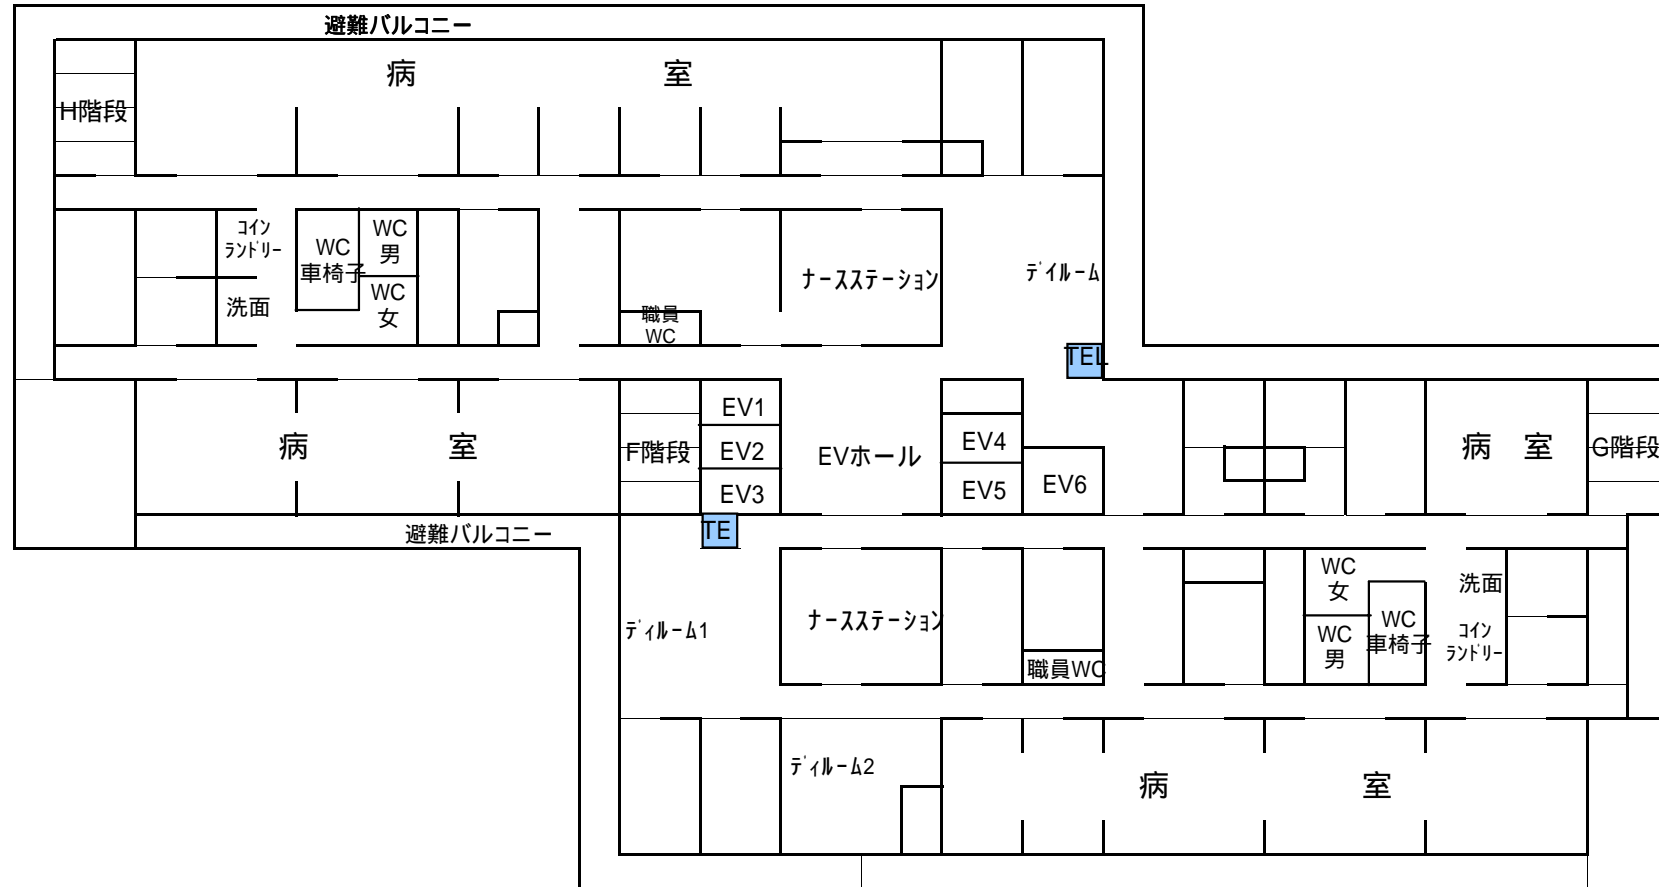 避難バルコニー
病 室
H階段
コイン
ランドリー
WC
車椅子
WC
男
WC
女
洗面
ナースステーション
デイルーム
職員
WC
TEL
病 室
F階段
EV1
EV2
EV3
EVホール
EV4
EV5
EV6
病 室
G階段
避難バルコニー
TE
ディルーム1
ナースステーション
職員WC
WC
女
WC
男
WC
車椅子
洗面
コイン
ランドリー
ディルーム2
病 室